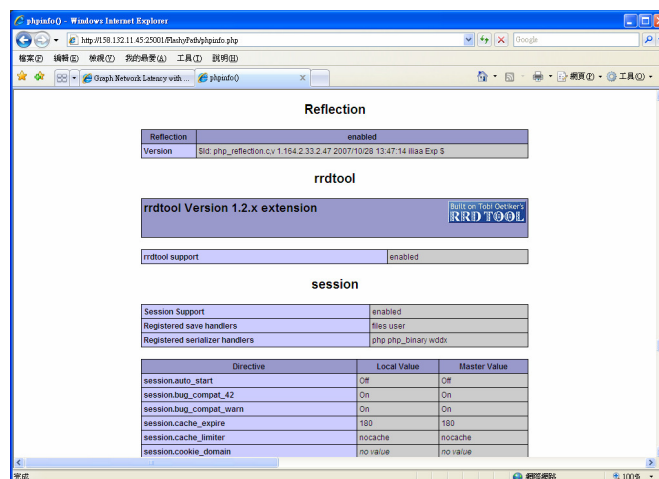 phpinfo() - Windows Internet Explorer
http://158.132.11.45:25001/FlashyPath/phpinfo.php
Google
檔案(F) 編輯(E) 檢視(V) 我的最愛(A) 工具(T) 說明(H)
Graph Network Latency with ... phpinfo() 網頁(P) 工具(O)
Reflection
Reflection enabled
Version $Id: php_reflection.c,v 1.164.2.33.2.47 2007/10/28 13:47:14 iliaa Exp $
rrdtool
rrdtool Version 1.2.x extension
Built on Tobi Oetiker's
RRDTOOL
rrdtool support enabled
session
Session Support enabled
Registered save handlers files user
Registered serializer handlers php php_binary wddx
Directive Local Value Master Value
session.auto_start Off Off
session.bug_compat_42 On On
session.bug_compat_warn On On
session.cache_expire 180 180
session.cache_limiter nocache nocache
session.cookie_domain no value no value
完成 網際網路 100%